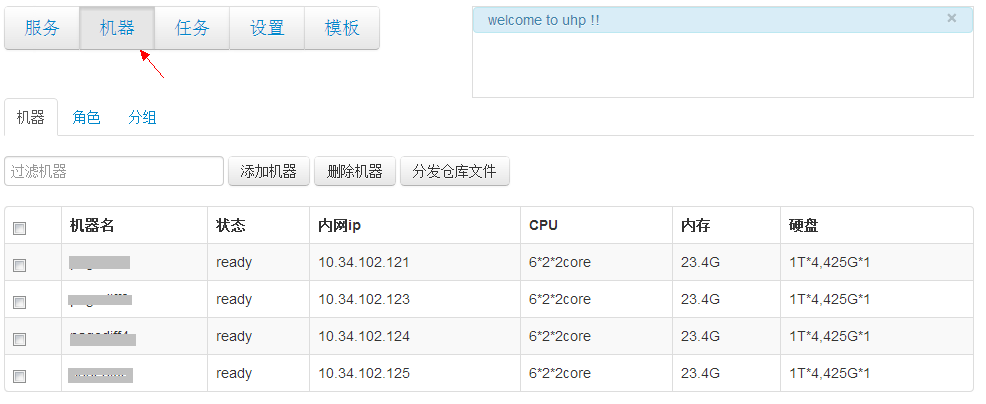 服务 机器 任务 设置 模板
welcome to uhp !! ×
机器 角色 分组
过滤机器 添加机器 删除机器 分发仓库文件
机器名 状态 内网ip CPU 内存 硬盘
ready 10.34.102.121 6*2*2core 23.4G 1T*4,425G*1
ready 10.34.102.123 6*2*2core 23.4G 1T*4,425G*1
ready 10.34.102.124 6*2*2core 23.4G 1T*4,425G*1
ready 10.34.102.125 6*2*2core 23.4G 1T*4,425G*1